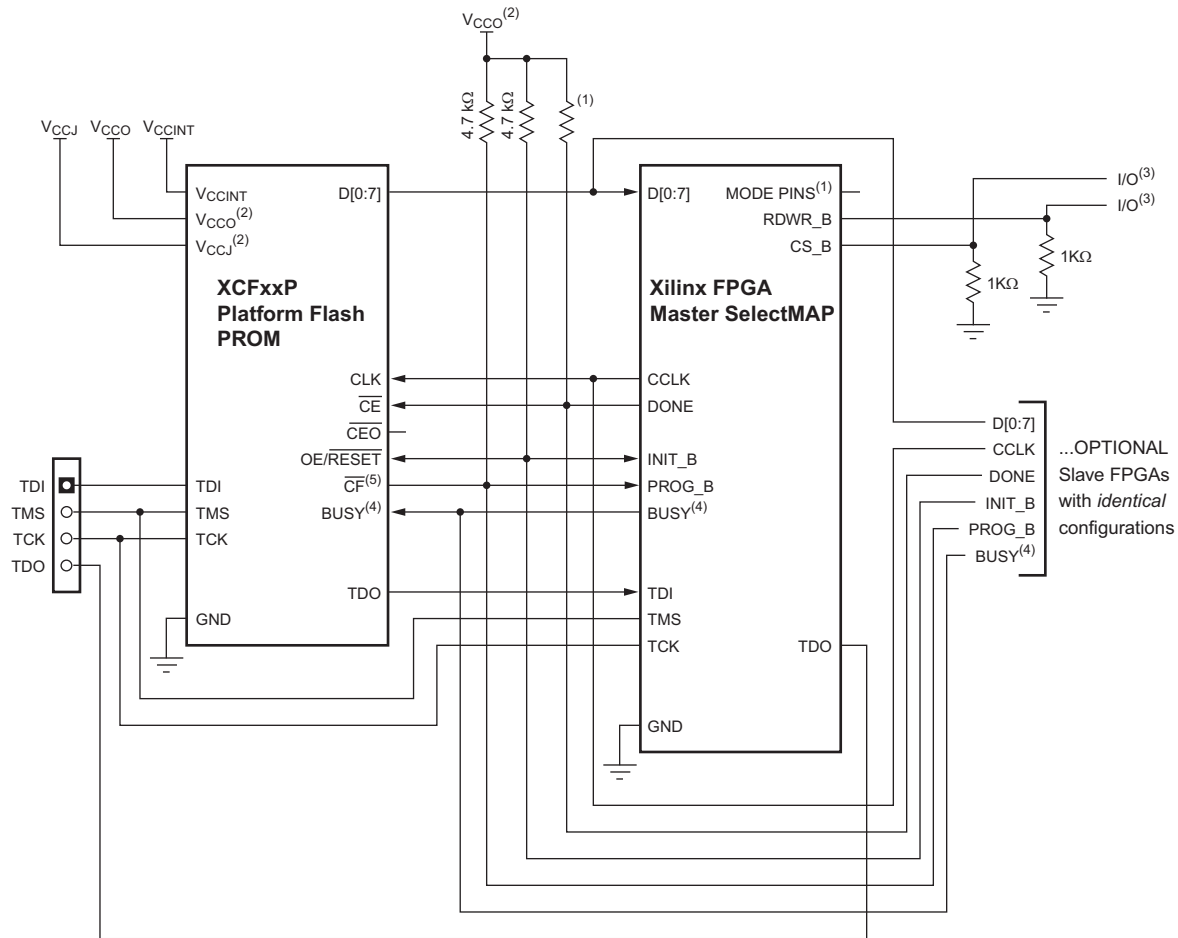 VCCO(2)
4.7 kΩ
4.7 kΩ
(1)
VCCJ VCCO VCCINT
VCCINT
VCCO(2)
VCCJ(2)
D[0:7]
XCFxxP
Platform Flash
PROM
CLK
CE
CEO
OE/RESET
CF(5)
BUSY(4)
TDI
TMS
TCK
TDO
GND
TDI
TMS
TCK
TDO
D[0:7]
MODE PINS(1)
RDWR_B
CS_B
Xilinx FPGA
Master SelectMAP
CCLK
DONE
INIT_B
PROG_B
BUSY(4)
TDI
TMS
TCK
TDO
GND
I/O(3)
I/O(3)
1KΩ
1KΩ
D[0:7]
CCLK
DONE
INIT_B
PROG_B
BUSY(4)
...OPTIONAL
Slave FPGAs
with identical
configurations